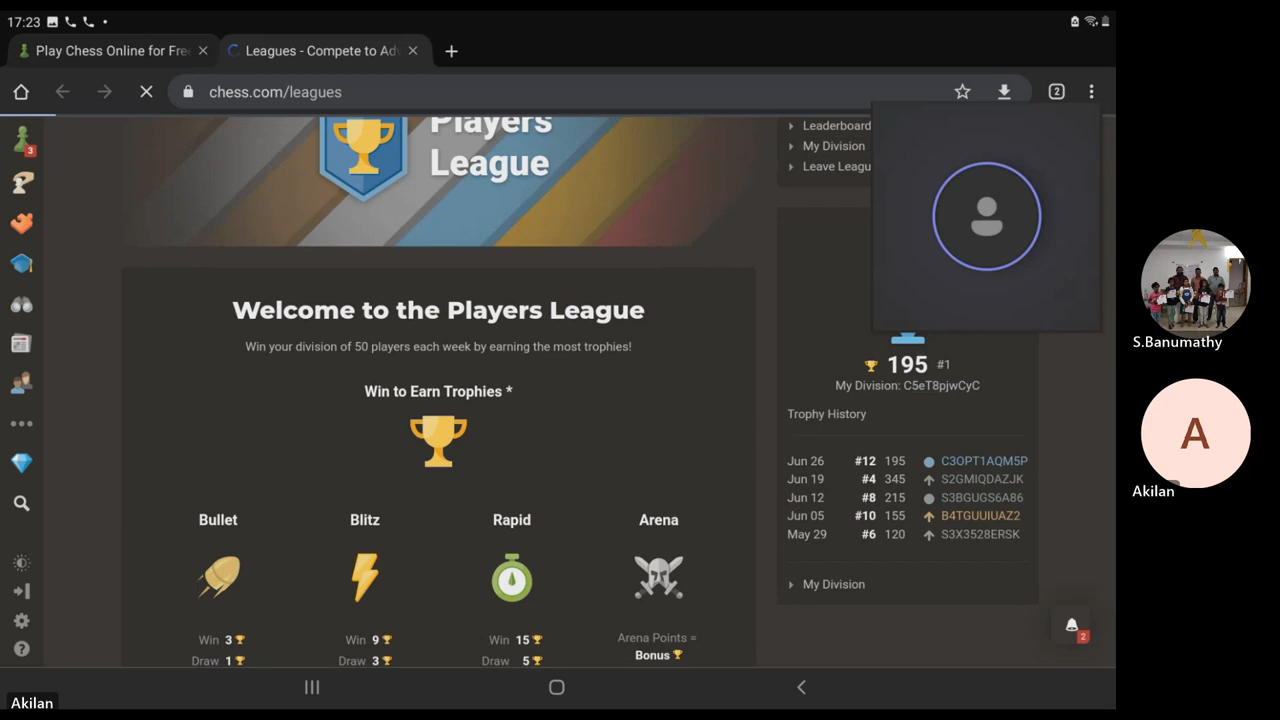 17:23
Play Chess Online for Fre
Leagues - Compete to Adv
chess.com/leagues
2
3
Players
League
Leaderboard
My Division
Leave Leagu
Welcome to the Players League
Win your division of 50 players each week by earning the most trophies!
Win to Earn Trophies *
Bullet
Blitz
Rapid
Arena
Win 3
Win 9
Win 15
Arena Points =
Draw 1
Draw 3
Draw 5
Bonus
195 #1
My Division: C5eT8pjwCyC
Trophy History
Jun 26 #12 195 C3OPT1AQM5P
Jun 19 #4 345 S2GMIQDAZJK
Jun 12 #8 215 S3BGUGS6A86
Jun 05 #10 155 B4TGUUIUAZ2
May 29 #6 120 S3X3528ERSK
My Division
2
S.Banumathy
A
Akilan
Akilan